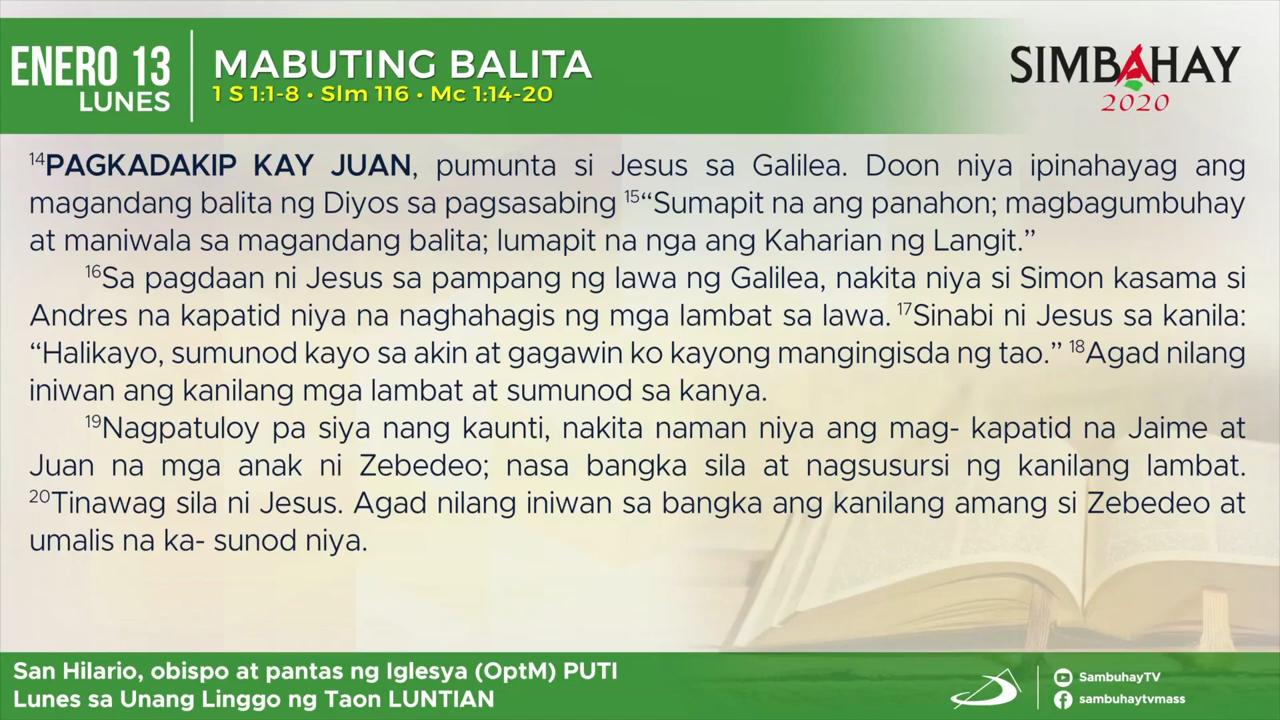 ENERO 13
LUNES
MABUTING BALITA
1 S 1:1-8 • Slm 116 • Mc 1:14-20
SIMBAHAY
2020
¹⁴PAGKADAKIP KAY JUAN, pumunta si Jesus sa Galilea. Doon niya ipinahayag ang
magandang balita ng Diyos sa pagsasabing ¹⁵“Sumapit na ang panahon; magbagumbuhay
at maniwala sa magandang balita; lumapit na nga ang Kaharian ng Langit.”
¹⁶Sa pagdaan ni Jesus sa pampang ng lawa ng Galilea, nakita niya si Simon kasama si
Andres na kapatid niya na naghahagis ng mga lambat sa lawa. ¹⁷Sinabi ni Jesus sa kanila:
“Halikayo, sumunod kayo sa akin at gagawin ko kayong mangingisda ng tao.” ¹⁸Agad nilang
iniwan ang kanilang mga lambat at sumunod sa kanya.
¹⁹Nagpatuloy pa siya nang kaunti, nakita naman niya ang mag- kapatid na Jaime at
Juan na mga anak ni Zebedeo; nasa bangka sila at nagsusursi ng kanilang lambat.
²⁰Tinawag sila ni Jesus. Agad nilang iniwan sa bangka ang kanilang amang si Zebedeo at
umalis na ka- sunod niya.
San Hilario, obispo at pantas ng Iglesya (OptM) PUTI
Lunes sa Unang Linggo ng Taon LUNTIAN
SambuhayTV
sambuhaytvmass